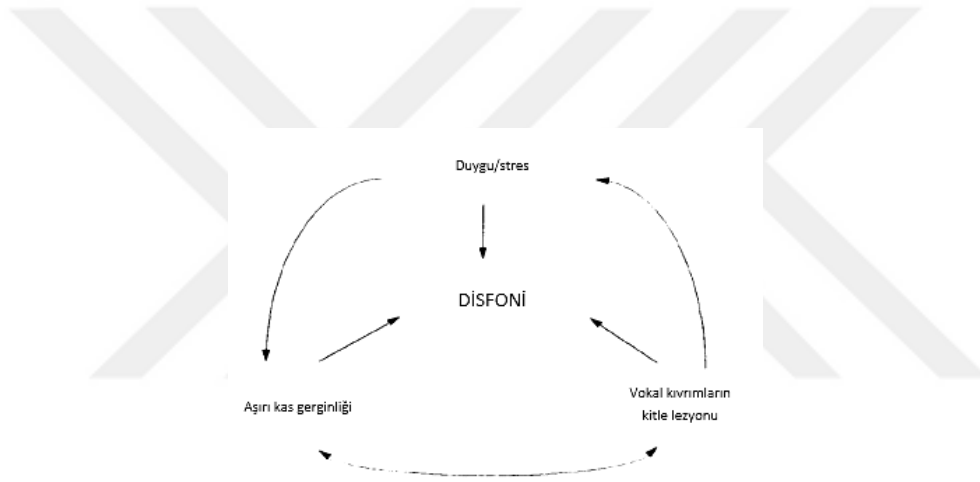 Duygu/stres
DİSFONİ
Aşırı kas gerginliği
Vokal kıvrımların
kitle lezyonu